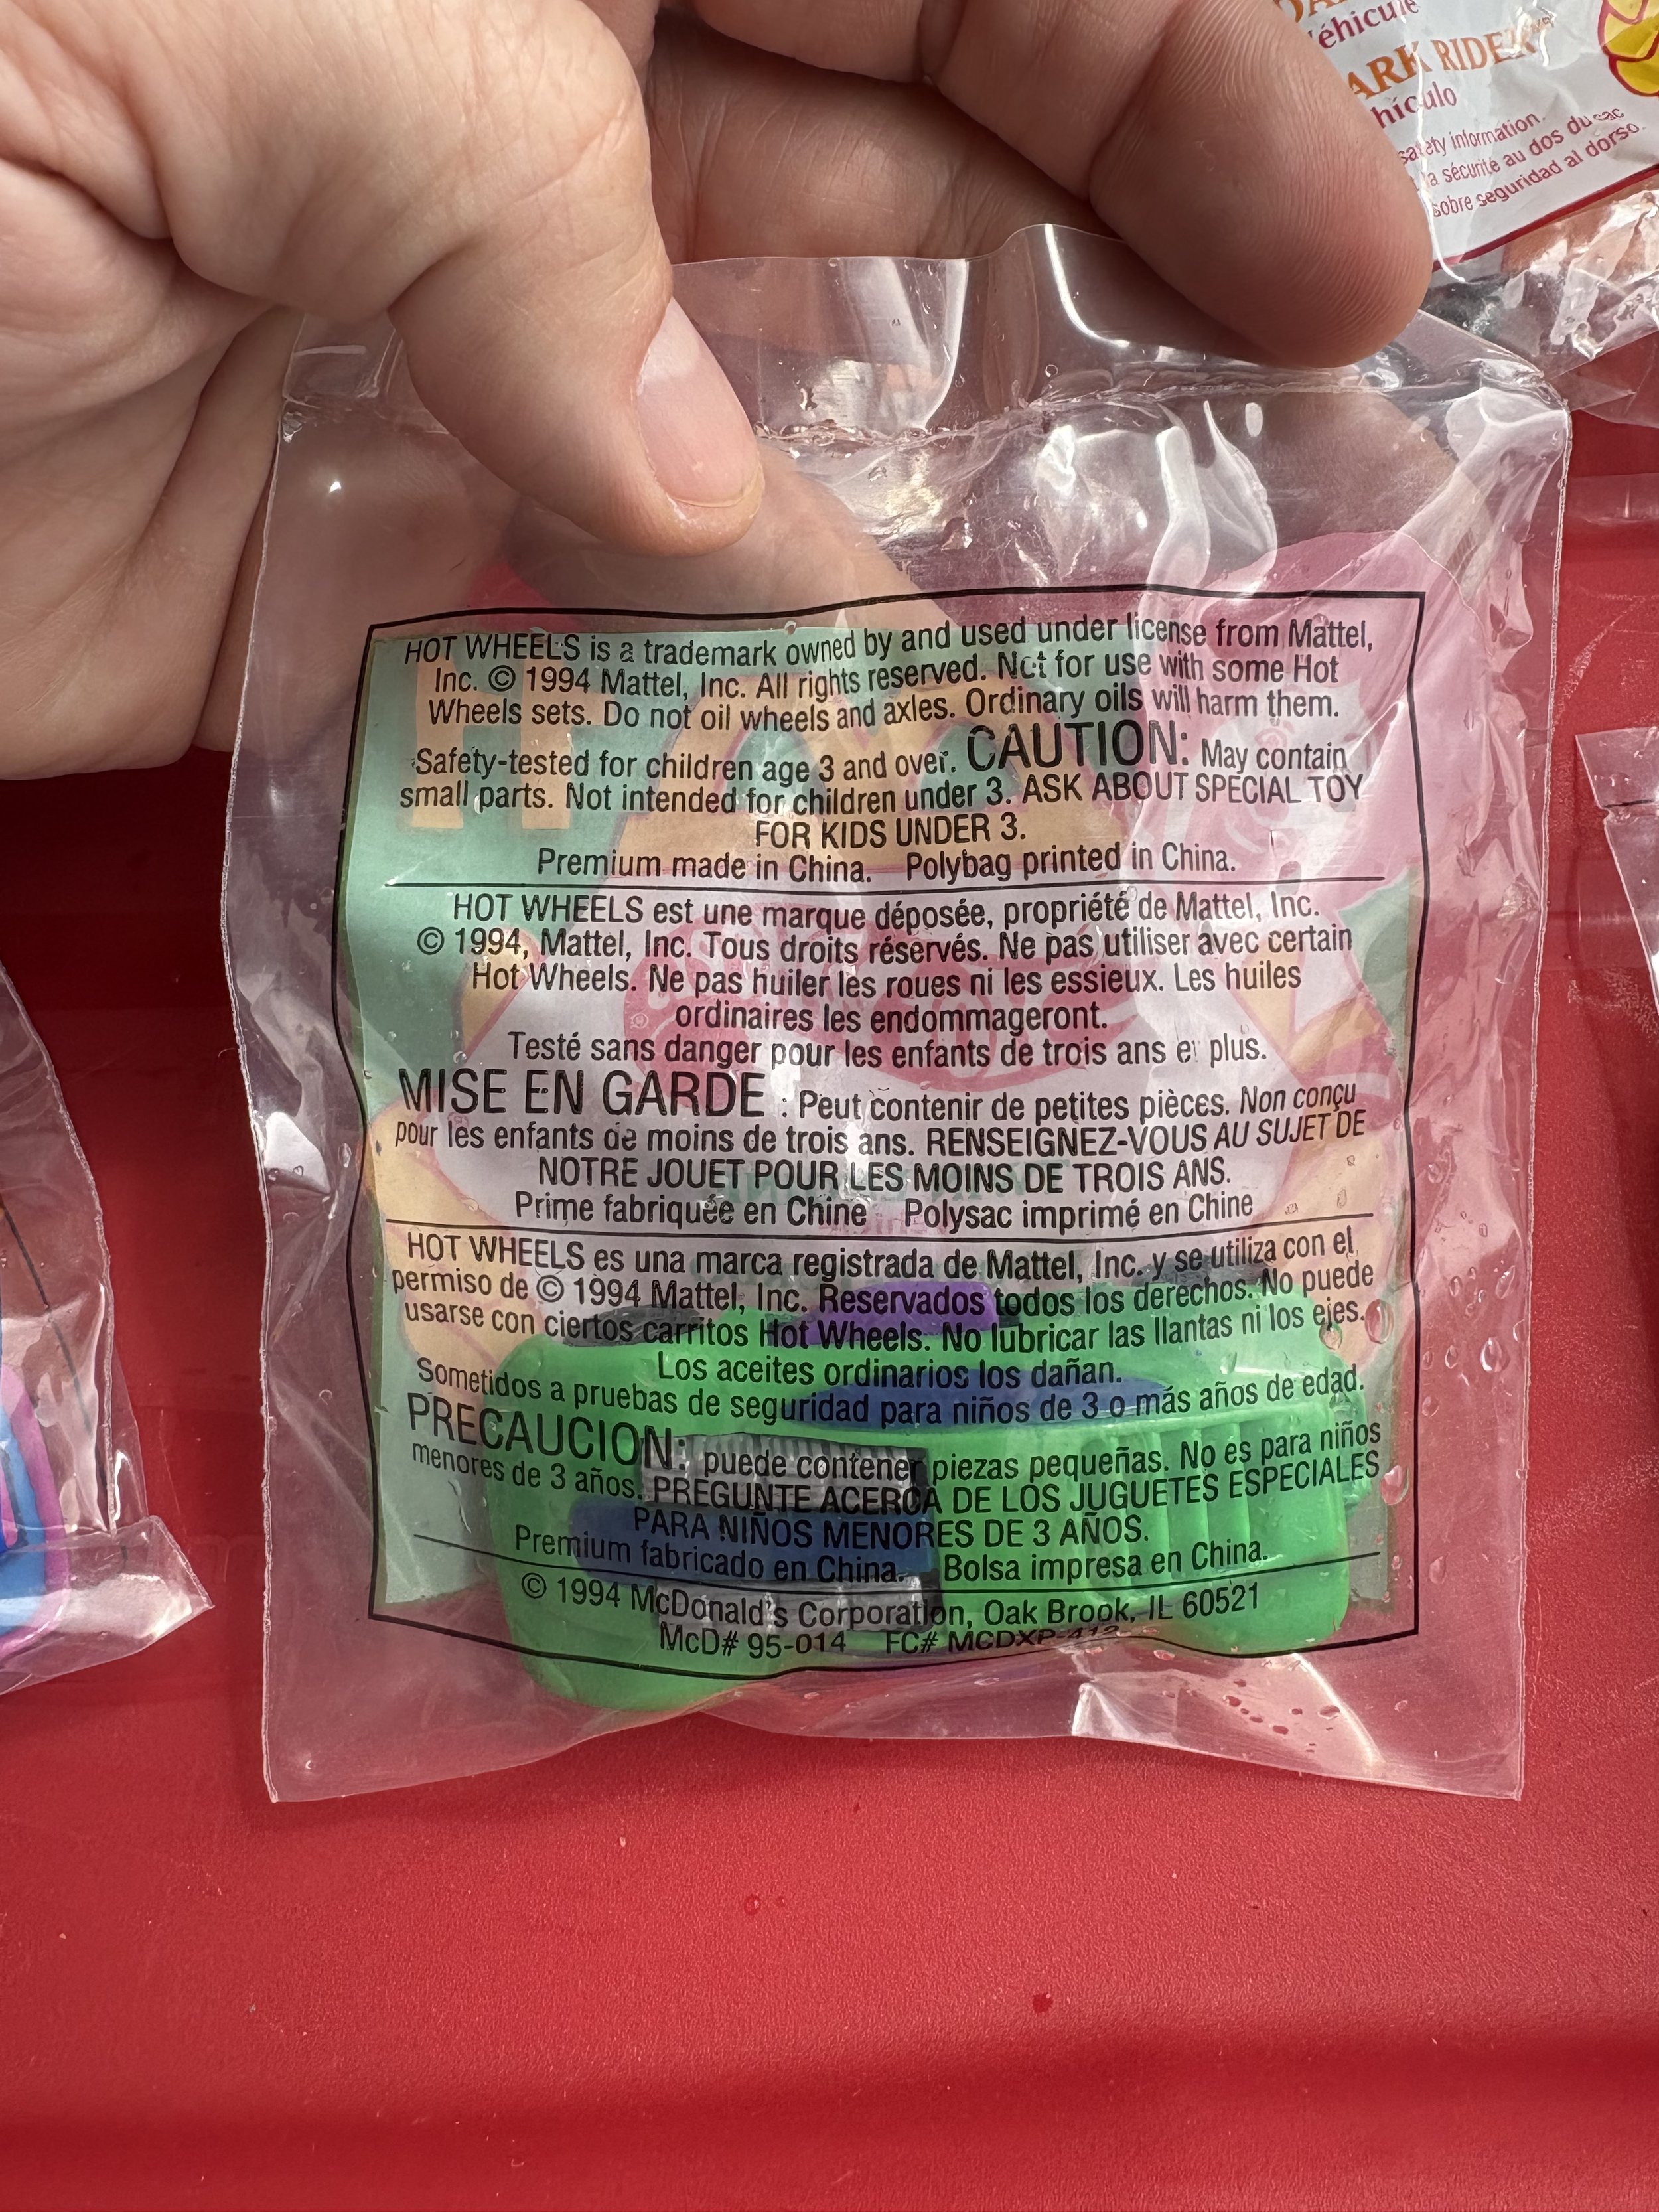 éhicule
ARK RIDER™
hículo
safety information.
a sécurité au dos du sac
sobre seguridad al dorso.
HOT WHEELS is a trademark owned by and used under license from Mattel,
Inc. © 1994 Mattel, Inc. All rights reserved. Not for use with some Hot
Wheels sets. Do not oil wheels and axles. Ordinary oils will harm them.
Safety-tested for children age 3 and over. CAUTION: May contain
small parts. Not intended for children under 3. ASK ABOUT SPECIAL TOY
FOR KIDS UNDER 3.
Premium made in China. Polybag printed in China.
HOT WHEELS est une marque déposée, propriété de Mattel, Inc.
© 1994, Mattel, Inc. Tous droits réservés. Ne pas utiliser avec certain
Hot Wheels. Ne pas huiler les roues ni les essieux. Les huiles
ordinaires les endommageront.
Testé sans danger pour les enfants de trois ans et plus.
MISE EN GARDE : Peut contenir de petites pièces. Non conçu
pour les enfants de moins de trois ans. RENSEIGNEZ-VOUS AU SUJET DE
NOTRE JOUET POUR LES MOINS DE TROIS ANS.
Prime fabriquée en Chine Polysac imprimé en Chine
HOT WHEELS es una marca registrada de Mattel, Inc. y se utiliza con el
permiso de © 1994 Mattel, Inc. Reservados todos los derechos. No puede
usarse con ciertos carritos Hot Wheels. No lubricar las llantas ni los ejes.
Los aceites ordinarios los dañan.
Sometidos a pruebas de seguridad para niños de 3 o más años de edad.
PRECAUCION: puede contener piezas pequeñas. No es para niños
menores de 3 años. PREGUNTE ACERCA DE LOS JUGUETES ESPECIALES
PARA NIÑOS MENORES DE 3 AÑOS.
Premium fabricado en China. Bolsa impresa en China.
© 1994 McDonald's Corporation, Oak Brook, IL 60521
McD# 95-014 FC# MCDXP-412